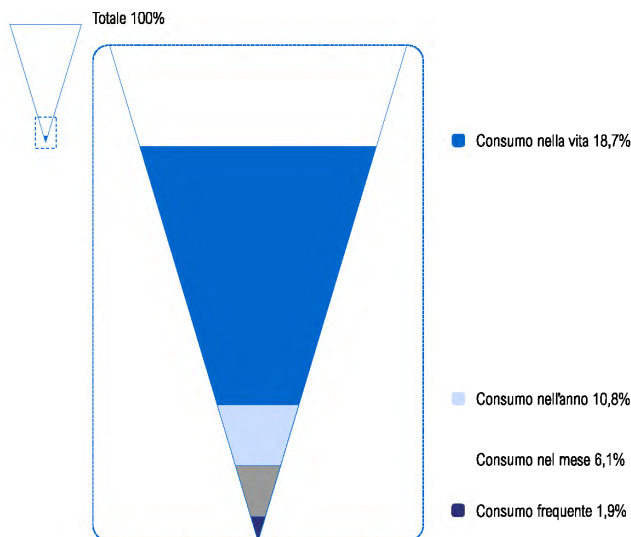 Totale 100%
Consumo nella vita 18,7%
Consumo nell'anno 10,8%
Consumo nel mese 6,1%
Consumo frequente 1,9%